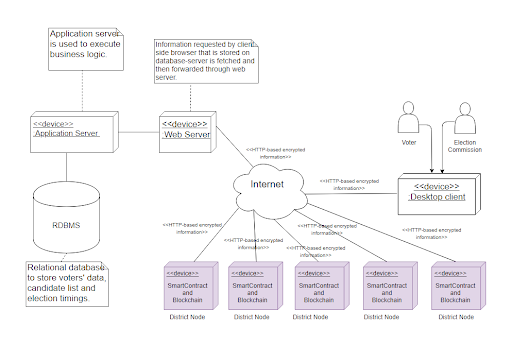 Application server
is used to execute
business logic.
Information requested by client
side browser that is stored on
database-server is fetched and
then forwarded through web
server.
<<device>>
Application Server
<<device>>
Web Server
<<HTTP-based encrypted
information>>
Voter
Election
Commission
Internet
<<HTTP-based encrypted
information>>
<<device>>
Desktop client
RDBMS
<<HTTP-based encrypted
information>>
<<HTTP-based encrypted
information>>
<<HTTP-based encrypted
information>>
<<HTTP-based encrypted
information>>
Relational database
to store voters' data,
candidate list and
election timings.
<<device>>
SmartContract
and
Blockchain
District Node
<<device>>
SmartContract
and
Blockchain
District Node
<<device>>
SmartContract
and
Blockchain
District Node
<<device>>
SmartContract
and
Blockchain
District Node
<<device>>
SmartContract
and
Blockchain
District Node